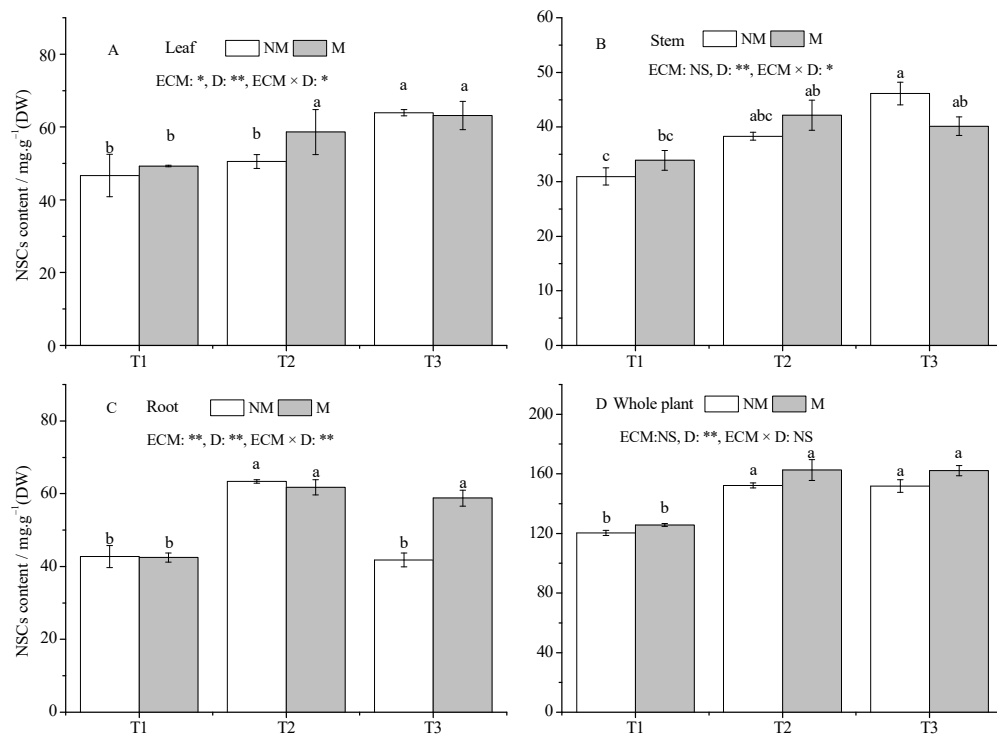 A Leaf NM M
ECM: *, D: **, ECM × D: *
NSCs content / mg.g⁻¹(DW)
80
60
40
20
0
b b b a a a
T1 T2 T3
B Stem NM M
ECM: NS, D: **, ECM × D: *
60
50
40
30
20
10
0
c bc abc ab a ab
T1 T2 T3
C Root NM M
ECM: **, D: **, ECM × D: **
NSCs content / mg.g⁻¹(DW)
80
60
40
20
0
b b a a b a
T1 T2 T3
D Whole plant NM M
ECM:NS, D: **, ECM × D: NS
200
160
120
80
40
0
b b a a a a
T1 T2 T3